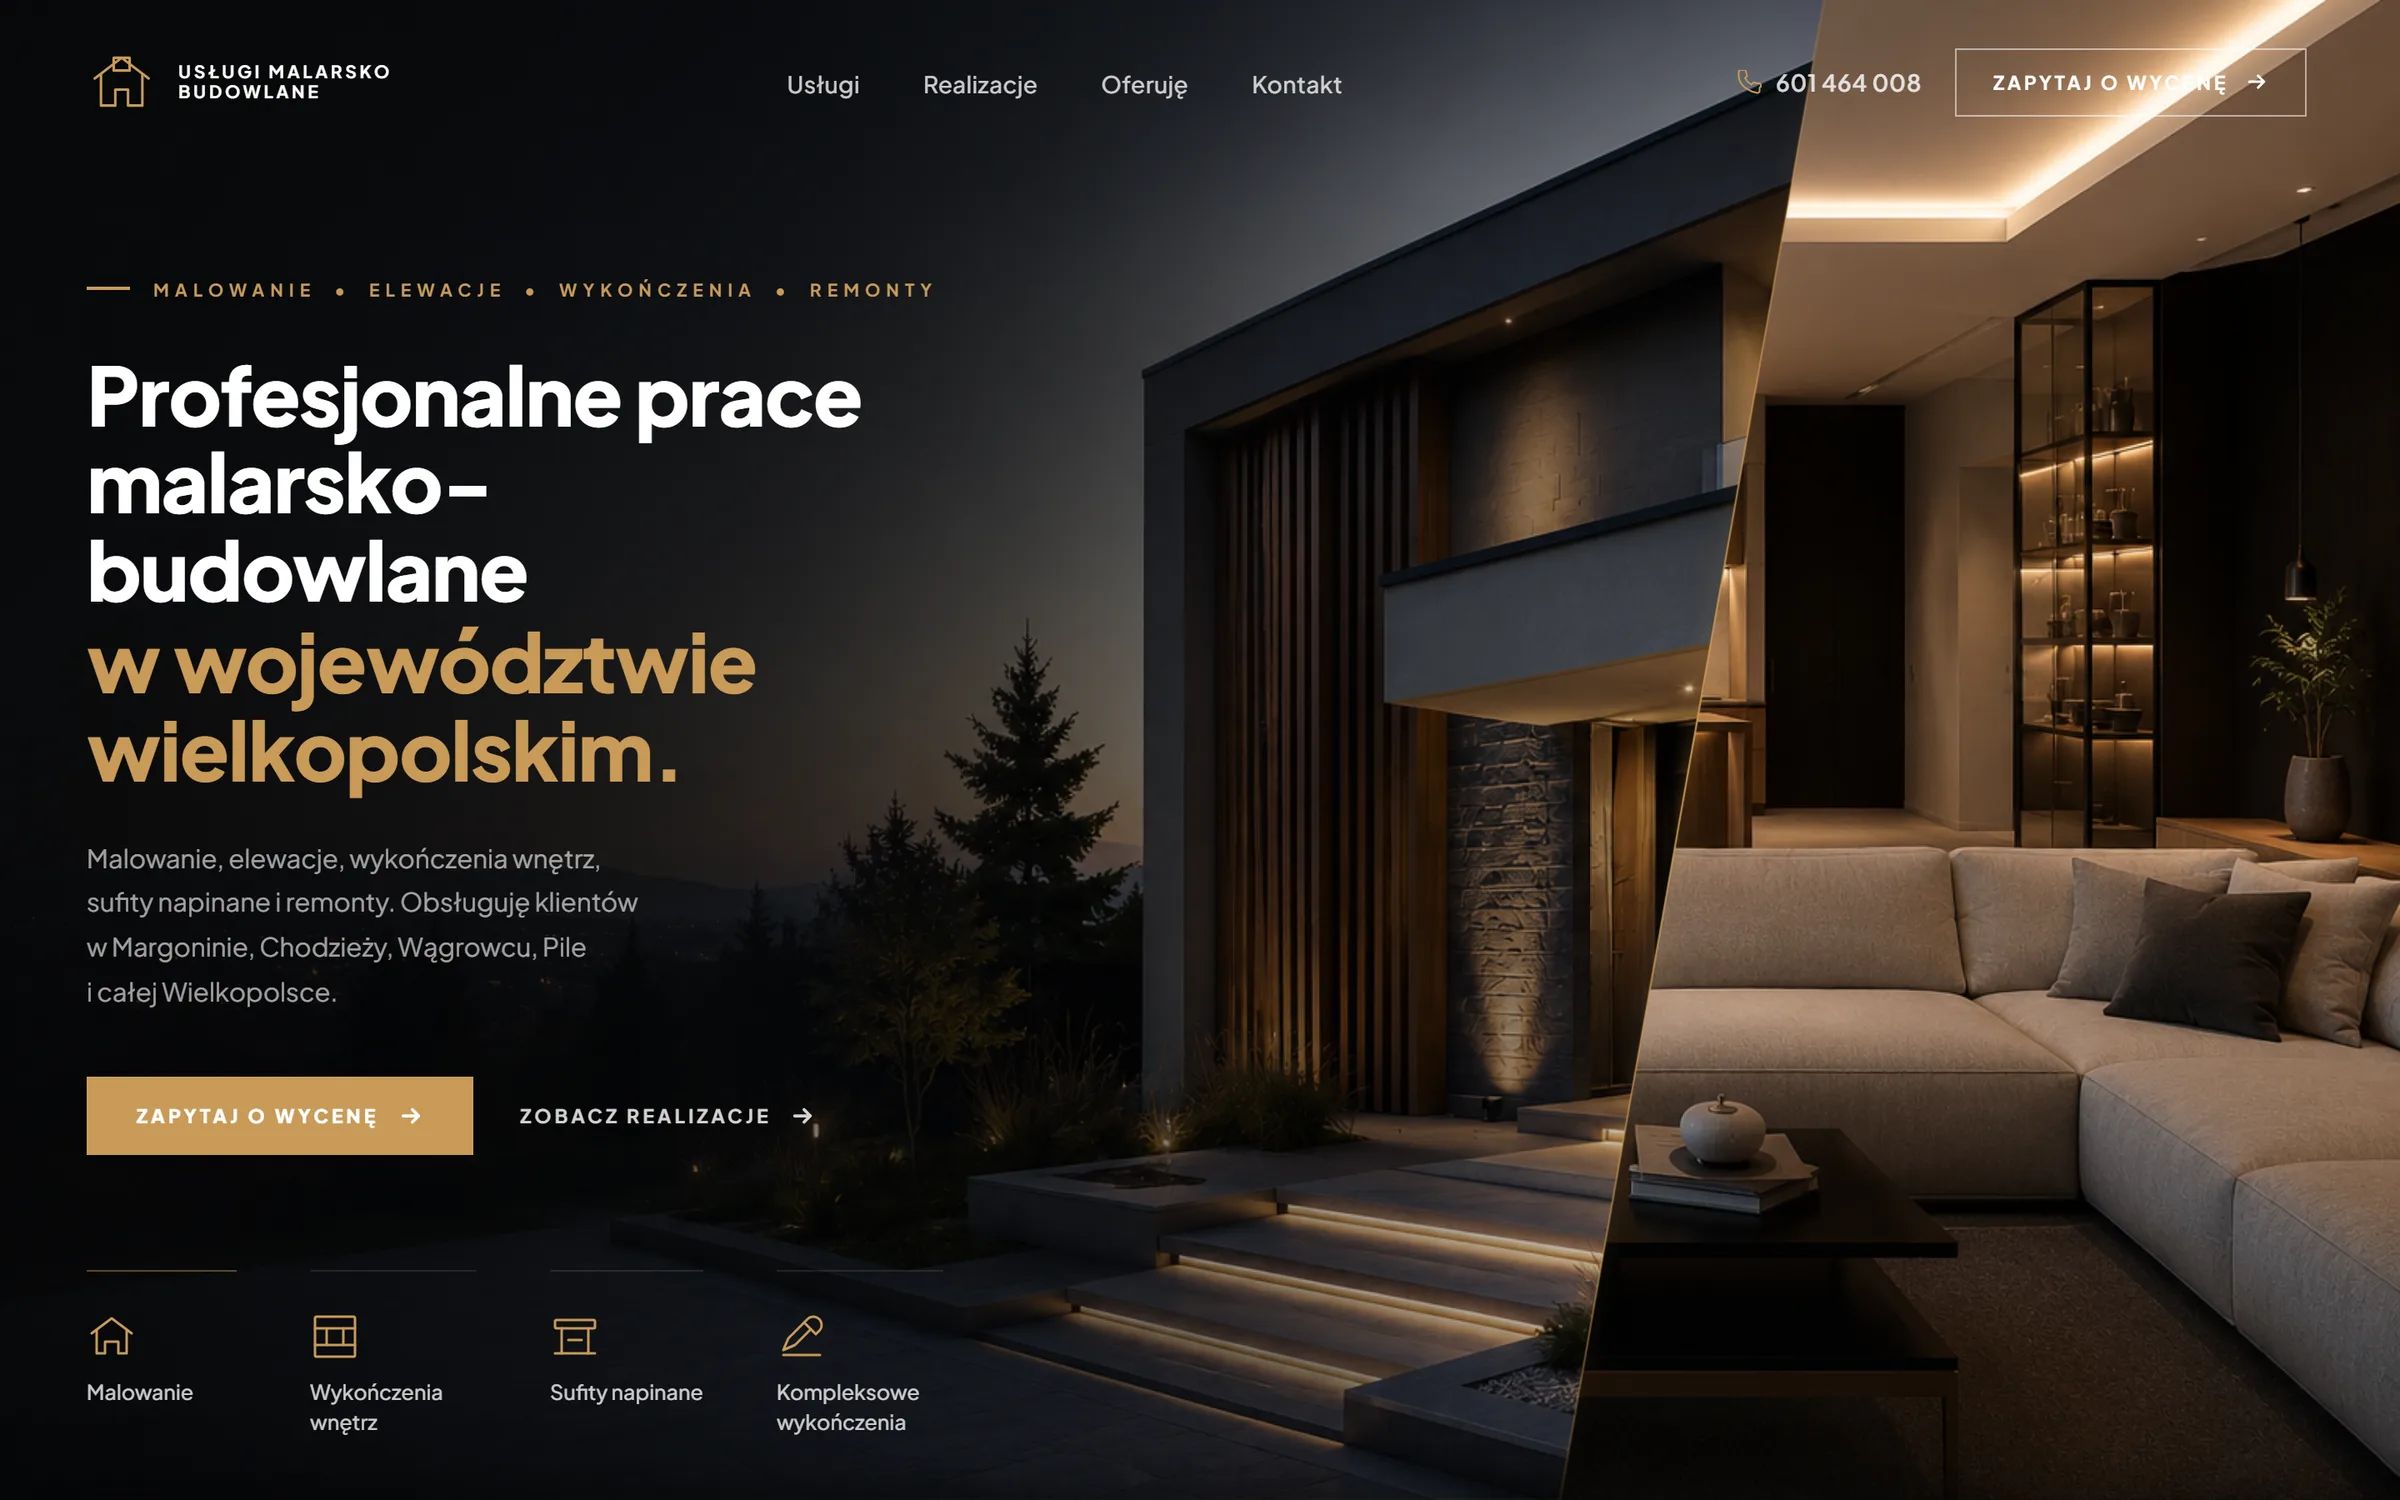 USŁUGI MALARSKO
BUDOWLANE
Usługi Realizacje Oferuję Kontakt
601 464 008
ZAPYTAJ O WYCENĘ →
MALOWANIE • ELEWACJE • WYKOŃCZENIA • REMONTY
Profesjonalne prace
malarsko–
budowlane
w województwie
wielkopolskim.
Malowanie, elewacje, wykończenia wnętrz,
sufity napinane i remonty. Obsługuję klientów
w Margoninie, Chodzieży, Wągrowcu, Pile
i całej Wielkopolsce.
ZAPYTAJ O WYCENĘ →
ZOBACZ REALIZACJE →
Malowanie
Wykończenia
wnętrz
Sufity napinane
Kompleksowe
wykończenia